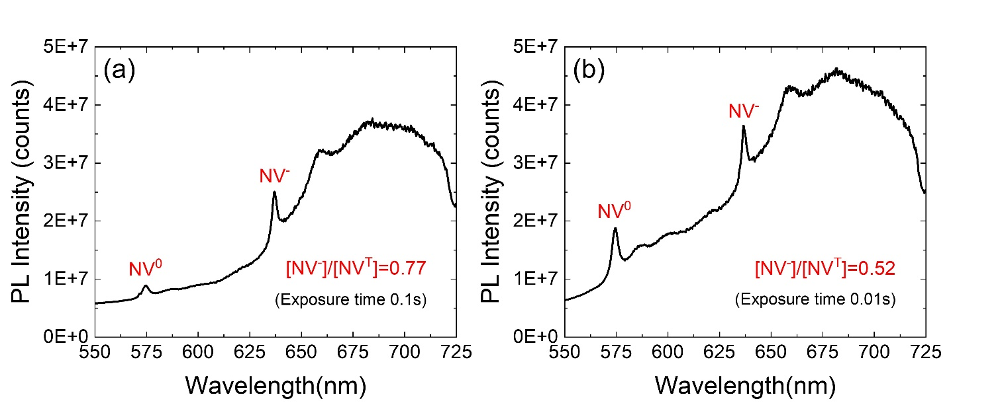 (a)
PL Intensity (counts)
5E+7
4E+7
3E+7
2E+7
1E+7
0E+0
NV⁰
NV⁻
[NV⁻]/[NVᵀ]=0.77
(Exposure time 0.1s)
550 575 600 625 650 675 700 725
Wavelength(nm)
(b)
PL Intensity (counts)
5E+7
4E+7
3E+7
2E+7
1E+7
0E+0
NV⁰
NV⁻
[NV⁻]/[NVᵀ]=0.52
(Exposure time 0.01s)
550 575 600 625 650 675 700 725
Wavelength(nm)